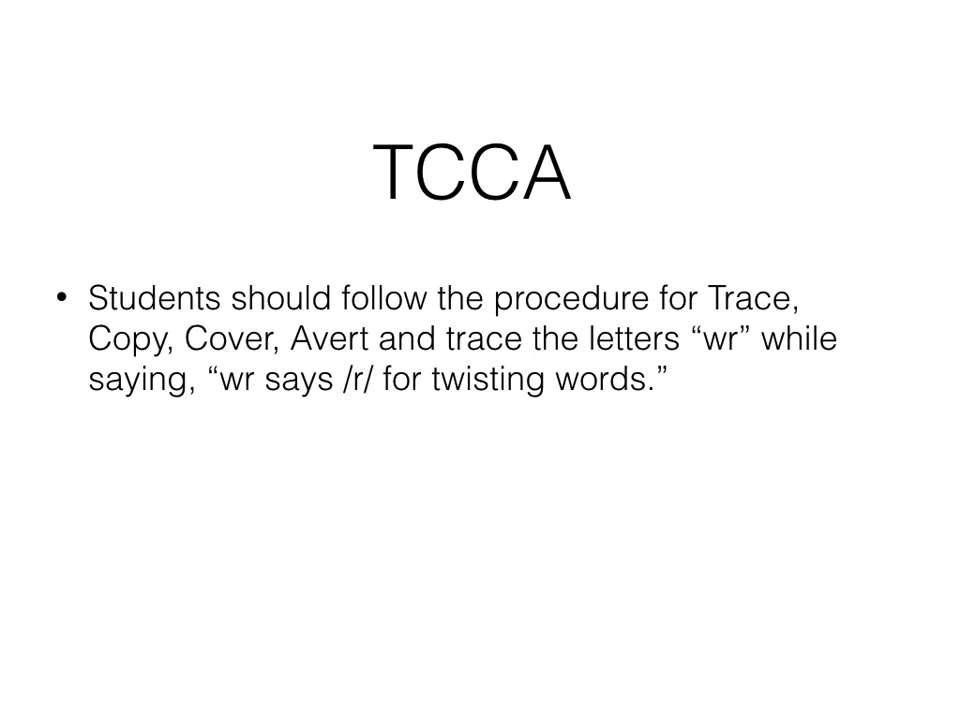 TCCA
• Students should follow the procedure for Trace,
Copy, Cover, Avert and trace the letters “wr” while
saying, “wr says /r/ for twisting words.”